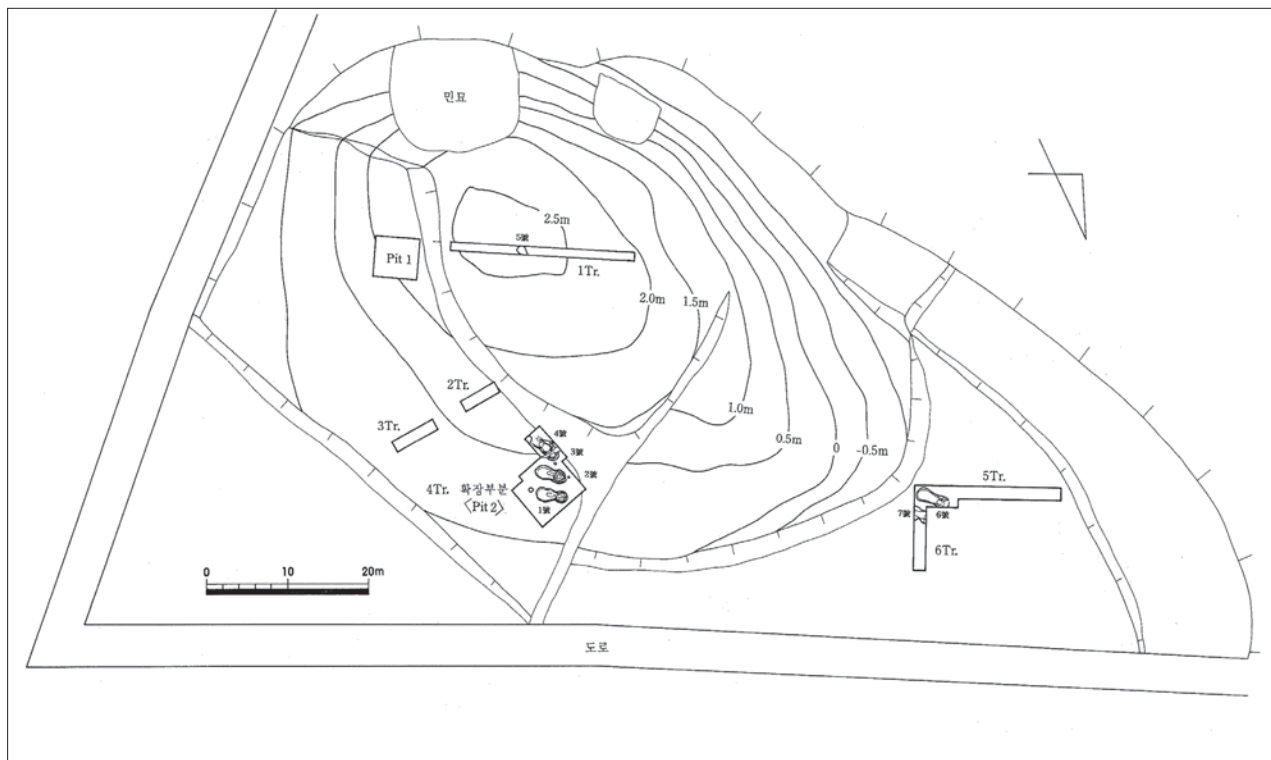 민묘
2.5m
5號
Pit 1
1Tr.
2.0m
1.5m
2Tr.
1.0m
3Tr.
4號
0.5m
3號
0
-0.5m
2號
4Tr. 확장부분
〈Pit 2〉
1號
5Tr.
7號
6號
6Tr.
0 10 20m
도로